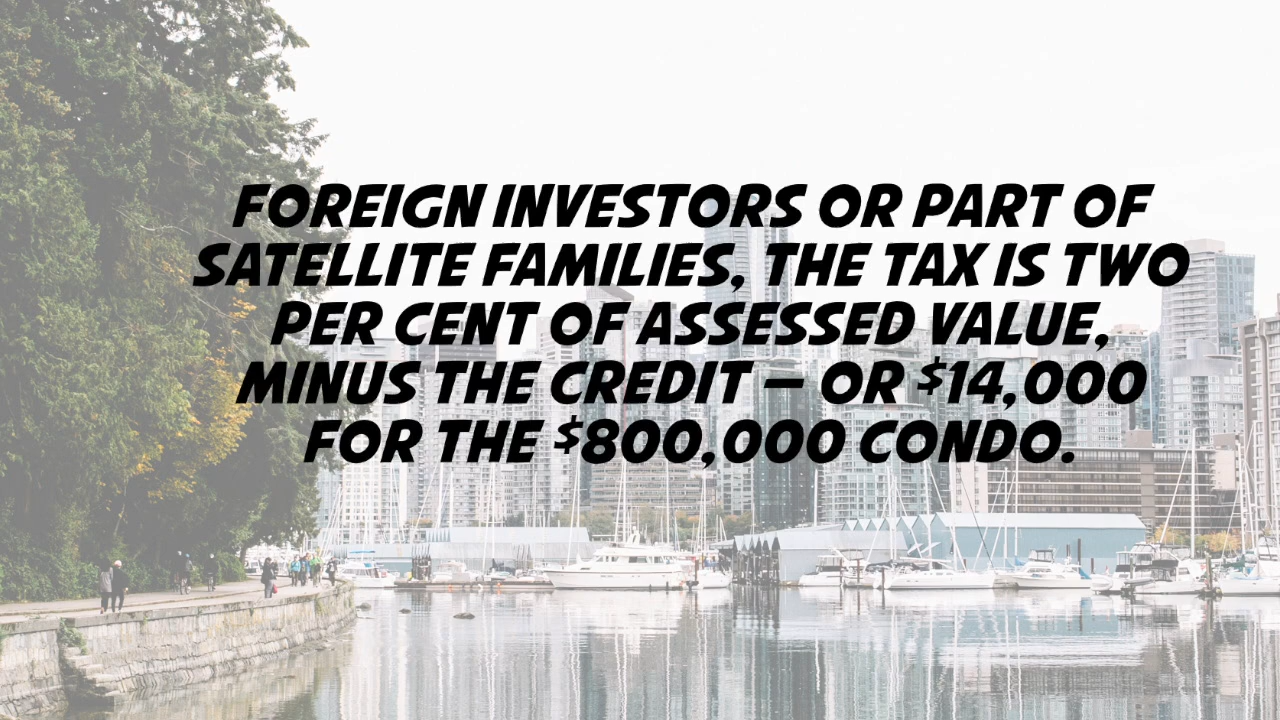 FOREIGN INVESTORS OR PART OF
SATELLITE FAMILIES, THE TAX IS TWO
PER CENT OF ASSESSED VALUE,
MINUS THE CREDIT – OR $14,000
FOR THE $800,000 CONDO.